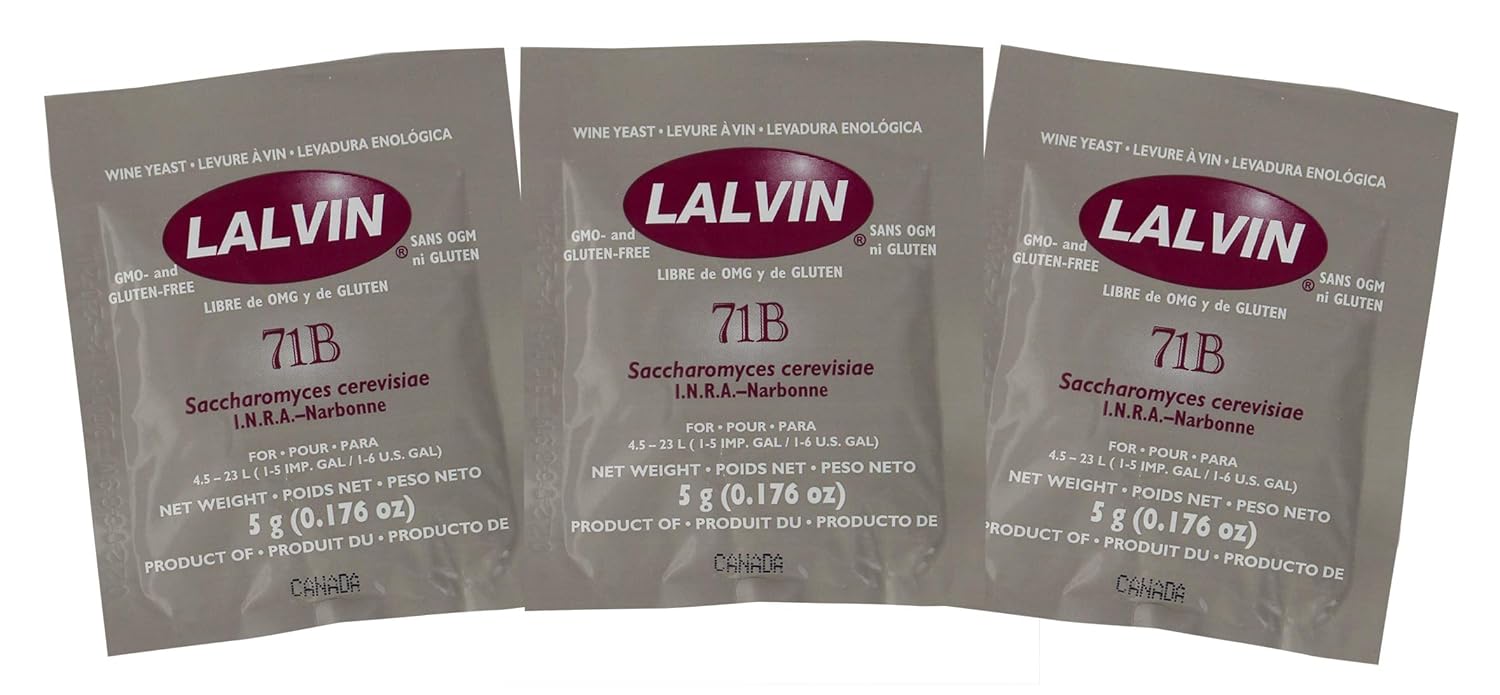 WINE YEAST • LEVURE À VIN • LEVADURA ENOLÓGICA
LALVIN®
GMO- and
GLUTEN-FREE
SANS OGM
ni GLUTEN
LIBRE de OMG y de GLUTEN
71B
Saccharomyces cerevisiae
I.N.R.A.–Narbonne
FOR • POUR • PARA
4.5 – 23 L ( 1-5 IMP. GAL / 1-6 U.S. GAL)
NET WEIGHT • POIDS NET • PESO NETO
5 g (0.176 oz)
PRODUCT OF • PRODUIT DU • PRODUCTO DE
CANADA
WINE YEAST • LEVURE À VIN • LEVADURA ENOLÓGICA
LALVIN®
GMO- and
GLUTEN-FREE
SANS OGM
ni GLUTEN
LIBRE de OMG y de GLUTEN
71B
Saccharomyces cerevisiae
I.N.R.A.–Narbonne
FOR • POUR • PARA
4.5 – 23 L ( 1-5 IMP. GAL / 1-6 U.S. GAL)
NET WEIGHT • POIDS NET • PESO NETO
5 g (0.176 oz)
PRODUCT OF • PRODUIT DU • PRODUCTO DE
CANADA
WINE YEAST • LEVURE À VIN • LEVADURA ENOLÓGICA
LALVIN®
GMO- and
GLUTEN-FREE
SANS OGM
ni GLUTEN
LIBRE de OMG y de GLUTEN
71B
Saccharomyces cerevisiae
I.N.R.A.–Narbonne
FOR • POUR • PARA
4.5 – 23 L ( 1-5 IMP. GAL / 1-6 U.S. GAL)
NET WEIGHT • POIDS NET • PESO NETO
5 g (0.176 oz)
PRODUCT OF • PRODUIT DU • PRODUCTO DE
CANADA